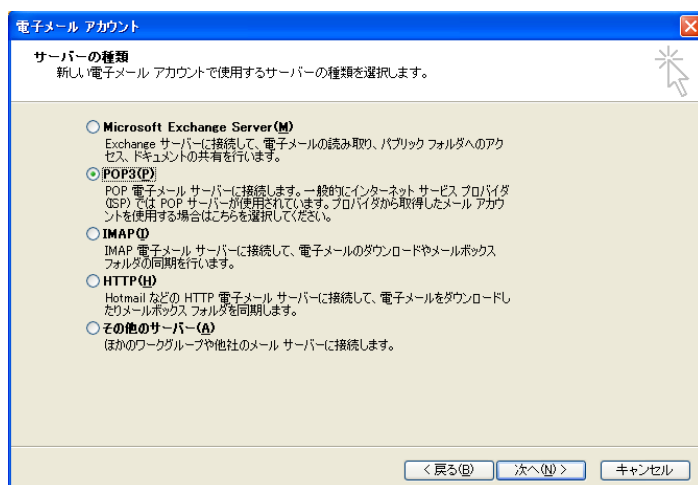 電子メール アカウント
サーバーの種類
新しい電子メール アカウントで使用するサーバーの種類を選択します。
Microsoft Exchange Server(M)
Exchange サーバーに接続して、電子メールの読み取り、パブリック フォルダへのアク
セス、ドキュメントの共有を行います。
POP3(P)
POP 電子メール サーバーに接続します。一般的にインターネット サービス プロバイダ
(ISP) では POP サーバーが使用されています。プロバイダから取得したメール アカウ
ントを使用する場合はこちらを選択してください。
IMAP(I)
IMAP 電子メール サーバーに接続して、電子メールのダウンロードやメールボックス
フォルダの同期を行います。
HTTP(H)
Hotmail などの HTTP 電子メール サーバーに接続して、電子メールをダウンロードし
たりメールボックス フォルダを同期します。
その他のサーバー(A)
ほかのワークグループや他社のメール サーバーに接続します。
< 戻る(B) 次へ(N) > キャンセル